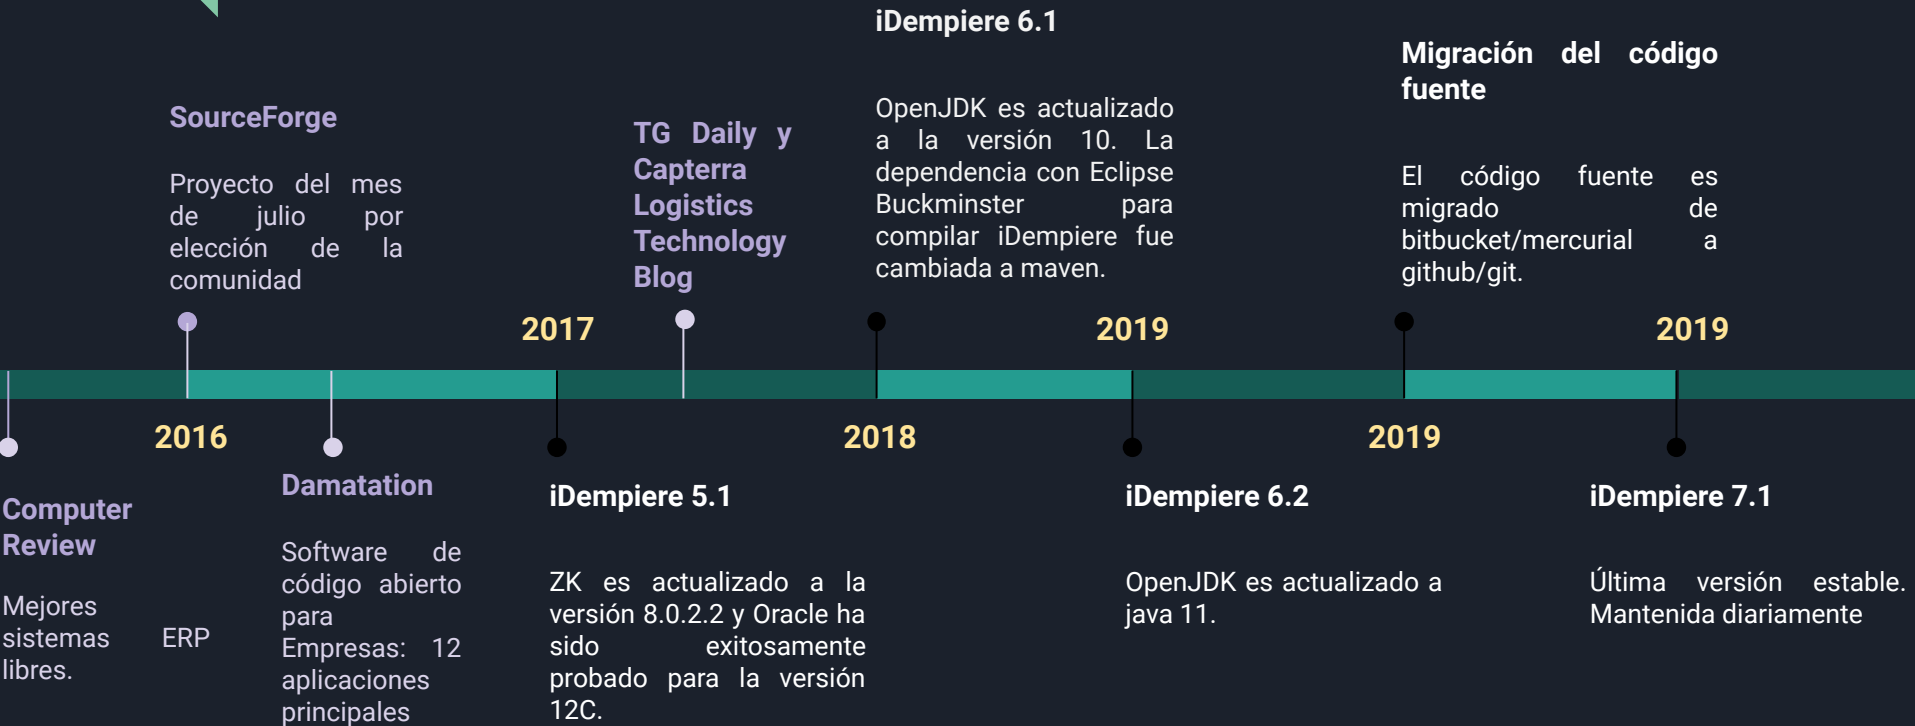 iDempiere 6.1
OpenJDK es actualizado
a la versión 10. La
dependencia con Eclipse
Buckminster para
compilar iDempiere fue
cambiada a maven.
Migración del código
fuente
El código fuente es
migrado de
bitbucket/mercurial a
github/git.
SourceForge
Proyecto del mes
de julio por
elección de la
comunidad
TG Daily y
Capterra
Logistics
Technology
Blog
2017
2019
2019
2016
2018
2019
Computer
Review
Mejores
sistemas ERP
libres.
Damatation
Software de
código abierto
para
Empresas: 12
aplicaciones
principales
iDempiere 5.1
ZK es actualizado a la
versión 8.0.2.2 y Oracle ha
sido exitosamente
probado para la versión
12C.
iDempiere 6.2
OpenJDK es actualizado a
java 11.
iDempiere 7.1
Última versión estable.
Mantenida diariamente